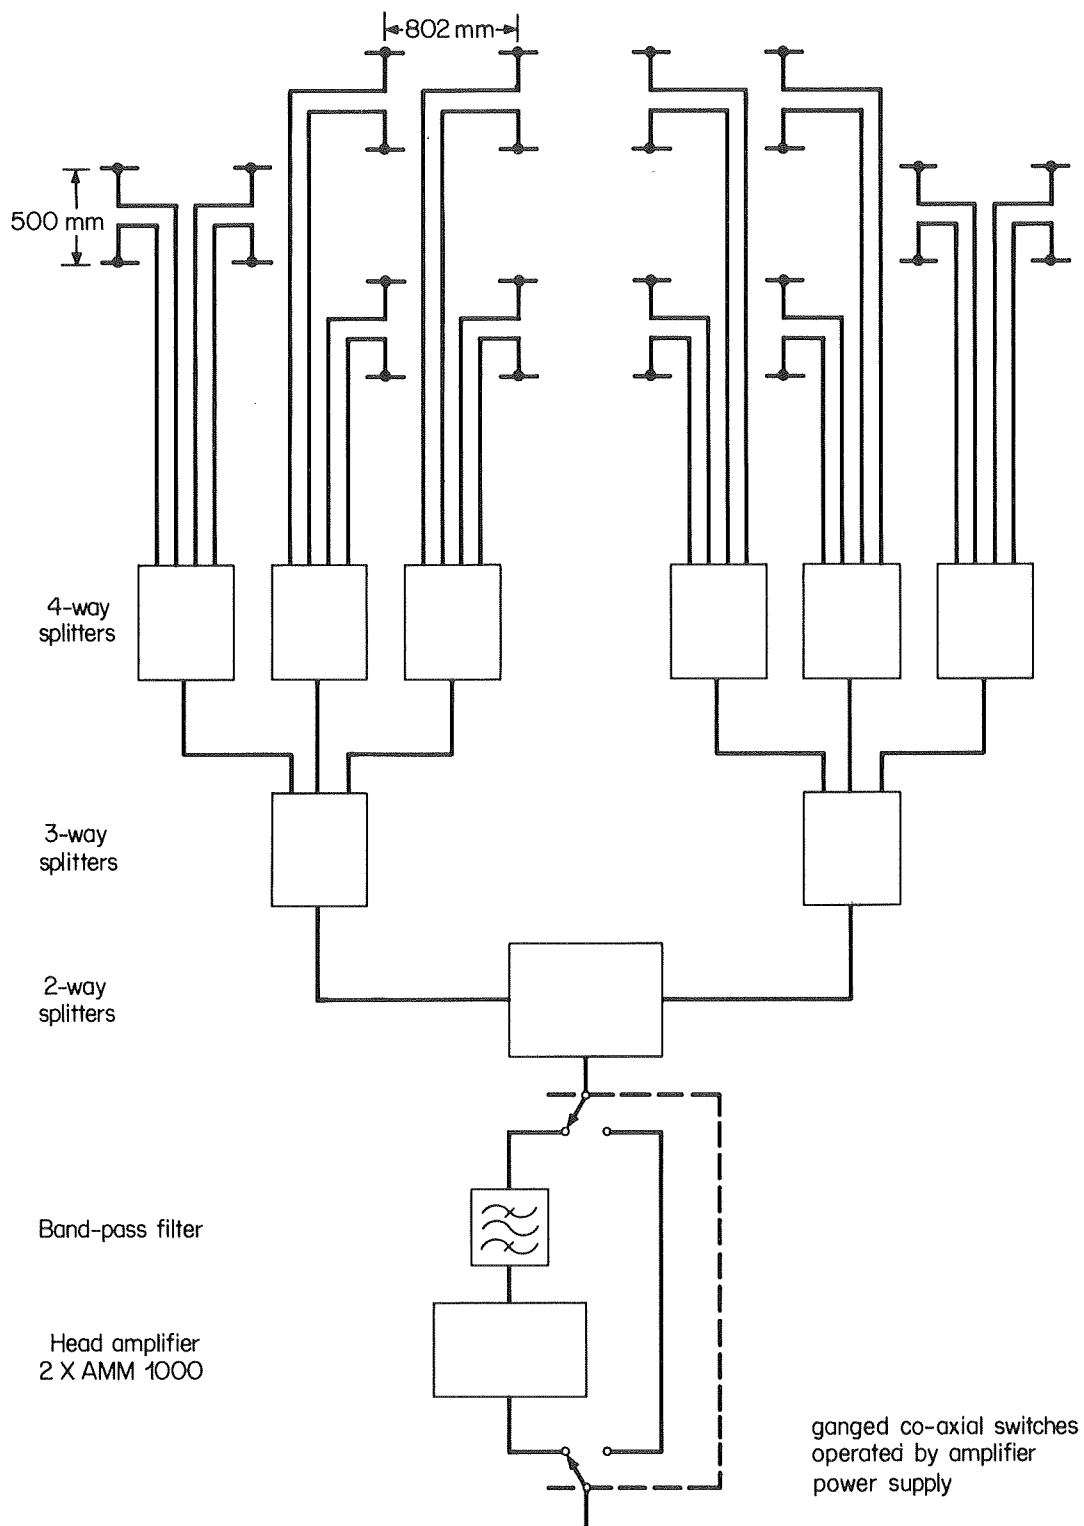 802 mm
500 mm
4-way
splitters
3-way
splitters
2-way
splitters
Band-pass filter
Head amplifier
2 X AMM 1000
ganged co-axial switches
operated by amplifier
power supply